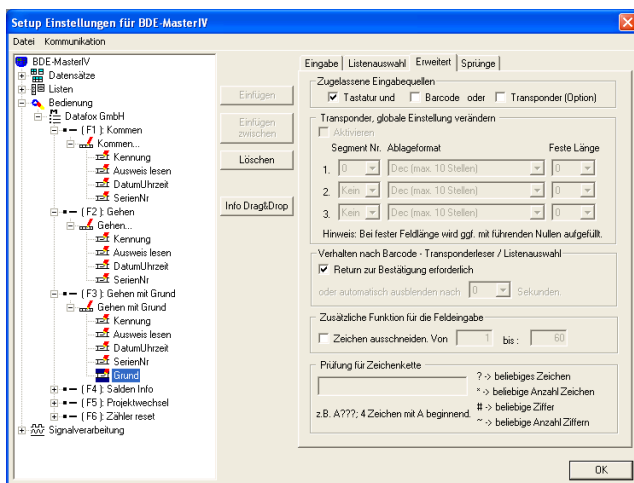 Setup Einstellungen für BDE-MasterIV
Datei Kommunikation
BDE-MasterIV
Datensätze
Listen
Bedienung
Datafox GmbH
( F1 ): Kommen
Kommen...
Kennung
Ausweis lesen
DatumUhrzeit
SerienNr
( F2 ): Gehen
Gehen...
Kennung
Ausweis lesen
DatumUhrzeit
SerienNr
( F3 ): Gehen mit Grund
Gehen mit Grund
Kennung
Ausweis lesen
DatumUhrzeit
SerienNr
Grund
( F4 ): Salden Info
( F5 ): Projektwechsel
( F6 ): Zähler reset
Signalverarbeitung
Einfügen
Einfügen
zwischen
Löschen
Info Drag&Drop
Eingabe Listenauswahl Erweitert Sprünge
Zugelassene Eingabequellen
Tastatur und Barcode oder Transponder (Option)
Transponder, globale Einstellung verändern
Aktivieren
Segment Nr. Ablageformat Feste Länge
1. 0 Dec (max. 10 Stellen) 0
2. Kein Dec (max. 10 Stellen) 0
3. Kein Dec (max. 10 Stellen) 0
Hinweis: Bei fester Feldlänge wird ggf. mit führenden Nullen aufgefüllt.
Verhalten nach Barcode - Transponderleser / Listenauswahl
Return zur Bestätigung erforderlich
oder automatisch ausblenden nach 0 Sekunden.
Zusätzliche Funktion für die Feldeingabe
Zeichen ausschneiden. Von 1 bis : 60
Prüfung für Zeichenkette
? -> beliebiges Zeichen
* -> beliebige Anzahl Zeichen
# -> beliebige Ziffer
~ -> beliebige Anzahl Ziffern
z.B. A???; 4 Zeichen mit A beginnend.
OK